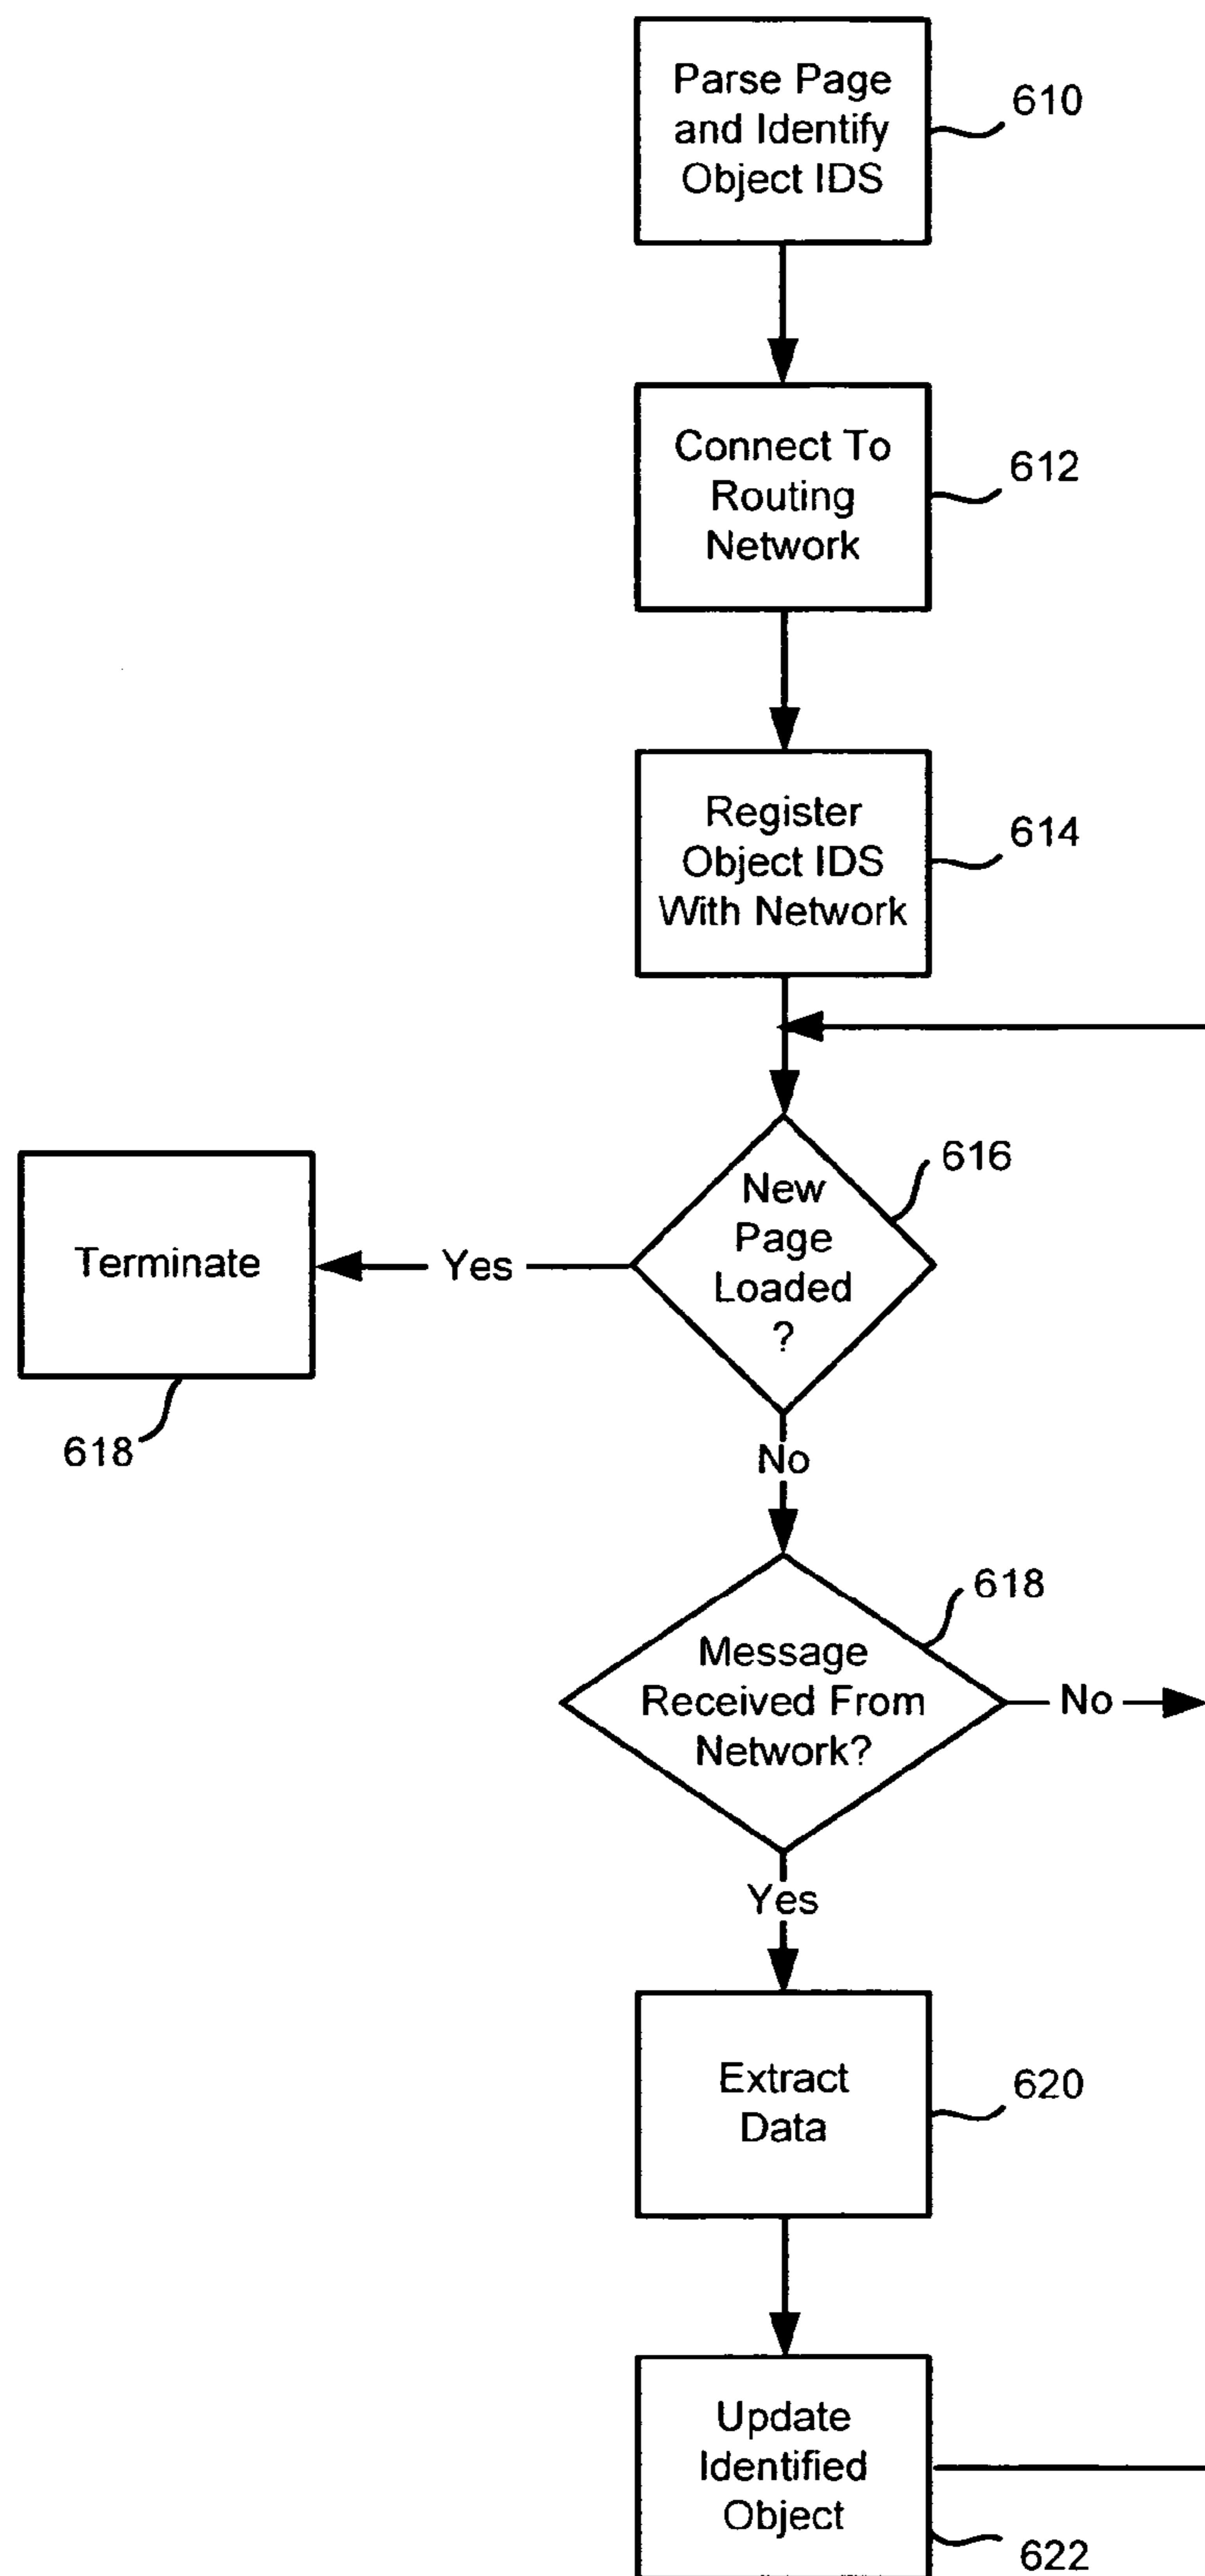 Parse Page
and Identify
Object IDS
610
Connect To
Routing
Network
612
Register
Object IDS
With Network
614
New
Page
Loaded
?
616
Yes
Terminate
618
No
Message
Received From
Network?
618
No
Yes
Extract
Data
620
Update
Identified
Object
622